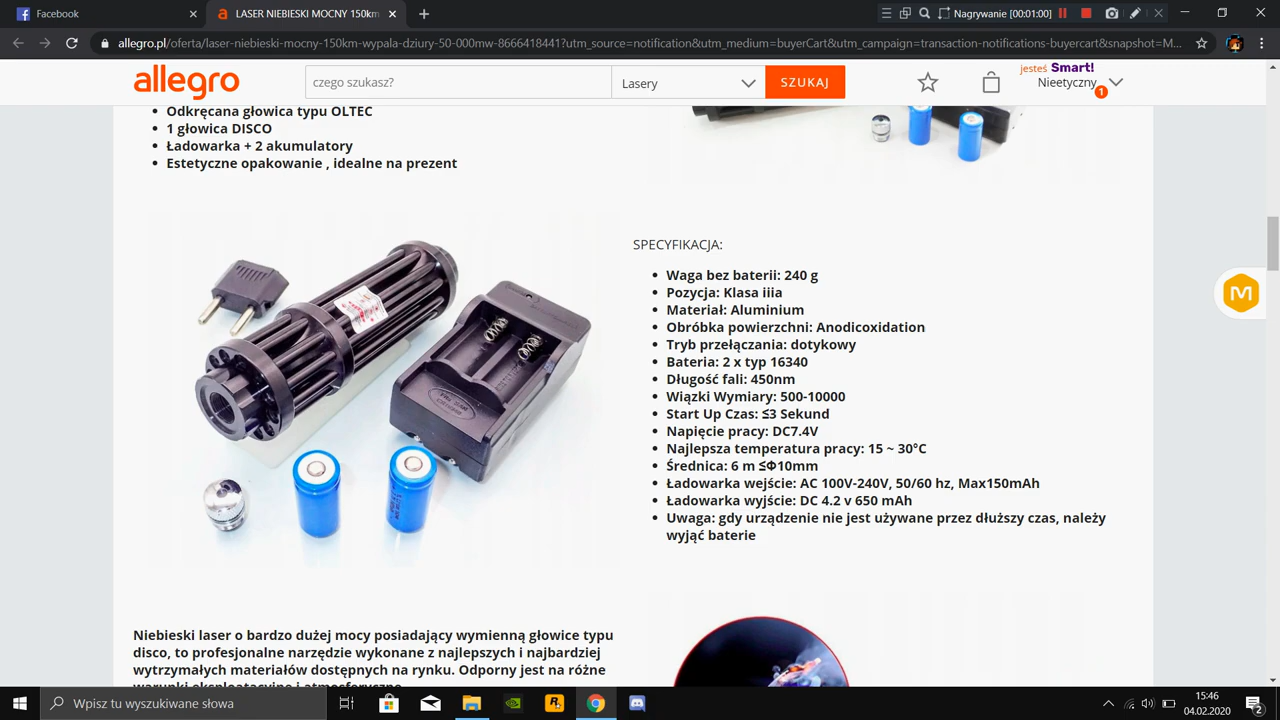 Facebook
LASER NIEBIESKI MOCNY 150km
Nagrywanie [00:01:00]
allegro.pl/oferta/laser-niebieski-mocny-150km-wypala-dziury-50-000mw-8666418441?utm_source=notification&utm_medium=buyerCart&utm_campaign=transaction-notifications-buyercart&snapshot=M...
allegro
czego szukasz?
Lasery
SZUKAJ
jesteś Smart!
Nieetyczny
1
Odkręcana głowica typu OLTEC
1 głowica DISCO
Ładowarka + 2 akumulatory
Estetyczne opakowanie , idealne na prezent
SPECYFIKACJA:
Waga bez baterii: 240 g
Pozycja: Klasa iiia
Materiał: Aluminium
Obróbka powierzchni: Anodicoxidation
Tryb przełączania: dotykowy
Bateria: 2 x typ 16340
Długość fali: 450nm
Wiązki Wymiary: 500-10000
Start Up Czas: ≤3 Sekund
Napięcie pracy: DC7.4V
Najlepsza temperatura pracy: 15 ~ 30°C
Średnica: 6 m ≤Φ10mm
Ładowarka wejście: AC 100V-240V, 50/60 hz, Max150mAh
Ładowarka wyjście: DC 4.2 v 650 mAh
Uwaga: gdy urządzenie nie jest używane przez dłuższy czas, należy
wyjąć baterie
Niebieski laser o bardzo dużej mocy posiadający wymienną głowice typu
disco, to profesjonalne narzędzie wykonane z najlepszych i najbardziej
wytrzymałych materiałów dostępnych na rynku. Odporny jest na różne
warunki eksploatacyjne i atmosferyczne
Wpisz tu wyszukiwane słowa
15:46
04.02.2020
2